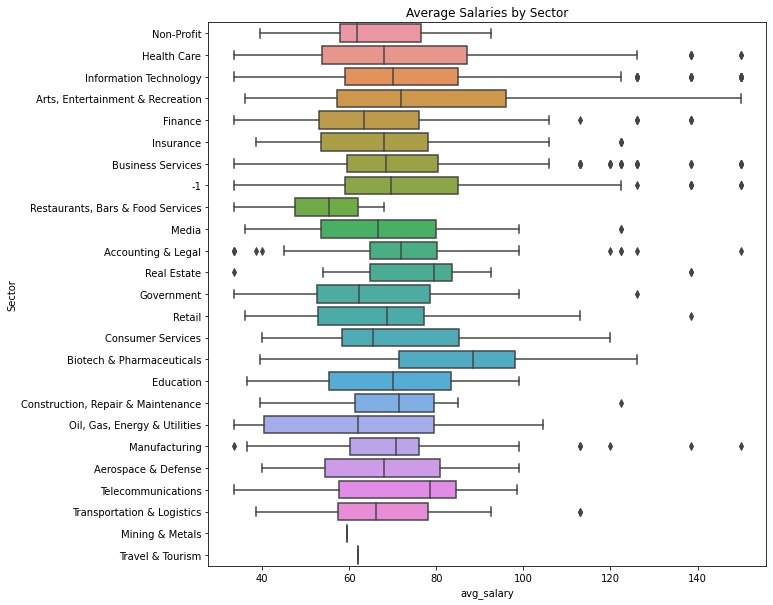 Average Salaries by Sector
Non-Profit
Health Care
Information Technology
Arts, Entertainment & Recreation
Finance
Insurance
Business Services
-1
Restaurants, Bars & Food Services
Media
Accounting & Legal
Real Estate
Government
Retail
Consumer Services
Biotech & Pharmaceuticals
Education
Construction, Repair & Maintenance
Oil, Gas, Energy & Utilities
Manufacturing
Aerospace & Defense
Telecommunications
Transportation & Logistics
Mining & Metals
Travel & Tourism
Sector
40 60 80 100 120 140
avg_salary